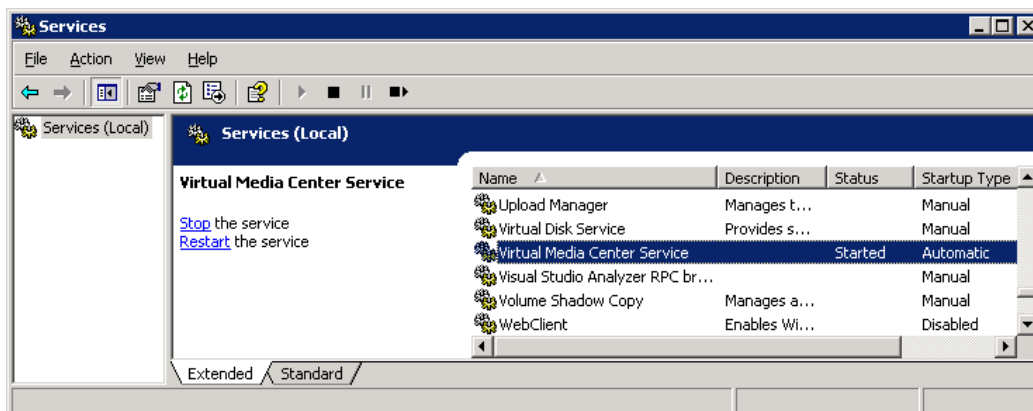 Services
File Action View Help
Services (Local)
Services (Local)
Virtual Media Center Service
Stop the service
Restart the service
Name Description Status Startup Type
Upload Manager Manages t... Manual
Virtual Disk Service Provides s... Manual
Virtual Media Center Service Started Automatic
Visual Studio Analyzer RPC br... Manual
Volume Shadow Copy Manages a... Manual
WebClient Enables Wi... Disabled
Extended Standard